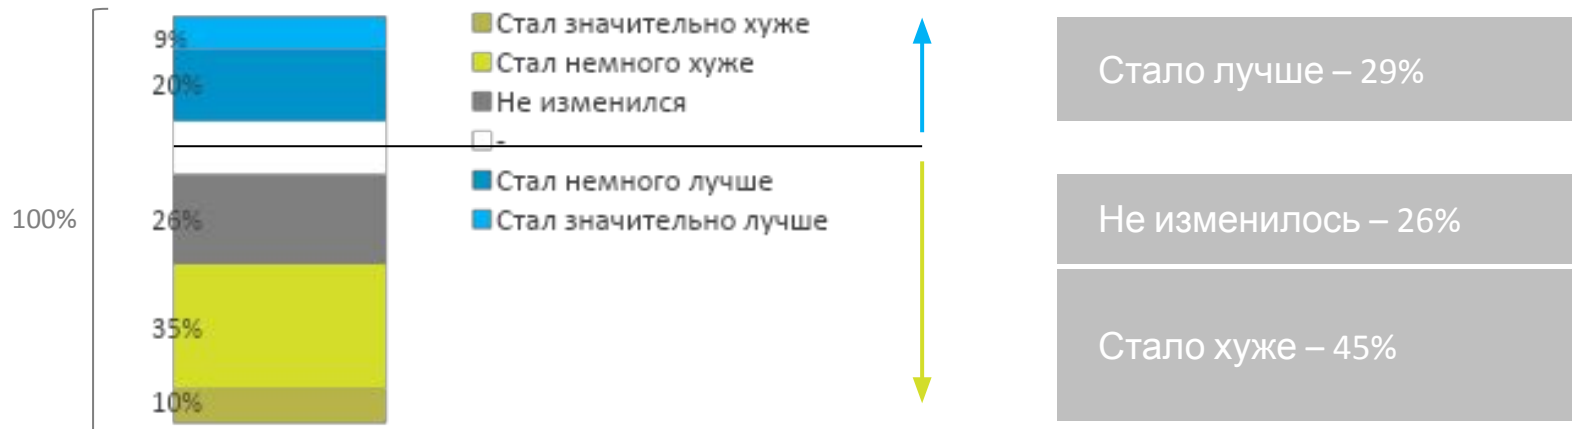 100%
9%
20%
26%
35%
10%
Стал значительно хуже
Стал немного хуже
Не изменился
-
Стал немного лучше
Стал значительно лучше
Стало лучше – 29%
Не изменилось – 26%
Стало хуже – 45%